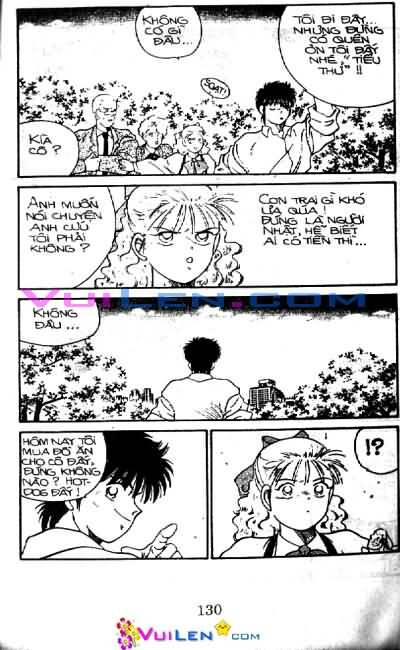 KHÔNG
CÓ GÌ
ĐÂU...
TÔI ĐI ĐÂY...
NHƯNG ĐỪNG
CÓ QUÊN
ƠN TÔI ĐẤY
NHÉ, "TIỂU
THƯ" !!
SOẠT!
KÌA
CÔ ?
ANH MUỐN
NÓI CHUYỆN
ANH CỨU
TÔI PHẢI
KHÔNG ?
CON TRAI GÌ KHÓ
ƯA QUÁ !
ĐÚNG LÀ NGƯỜI
NHẬT, HỄ BIẾT
AI CÓ TIỀN THÌ...
VUILEN.COM
KHÔNG
ĐÂU ...
HÔM NAY TÔI
MUA ĐỒ ĂN
CHO CÔ ĐẤY,
ĐÚNG KHÔNG
NÀO ? HOT-
DOG ĐẤY !
!?
130
VUILEN